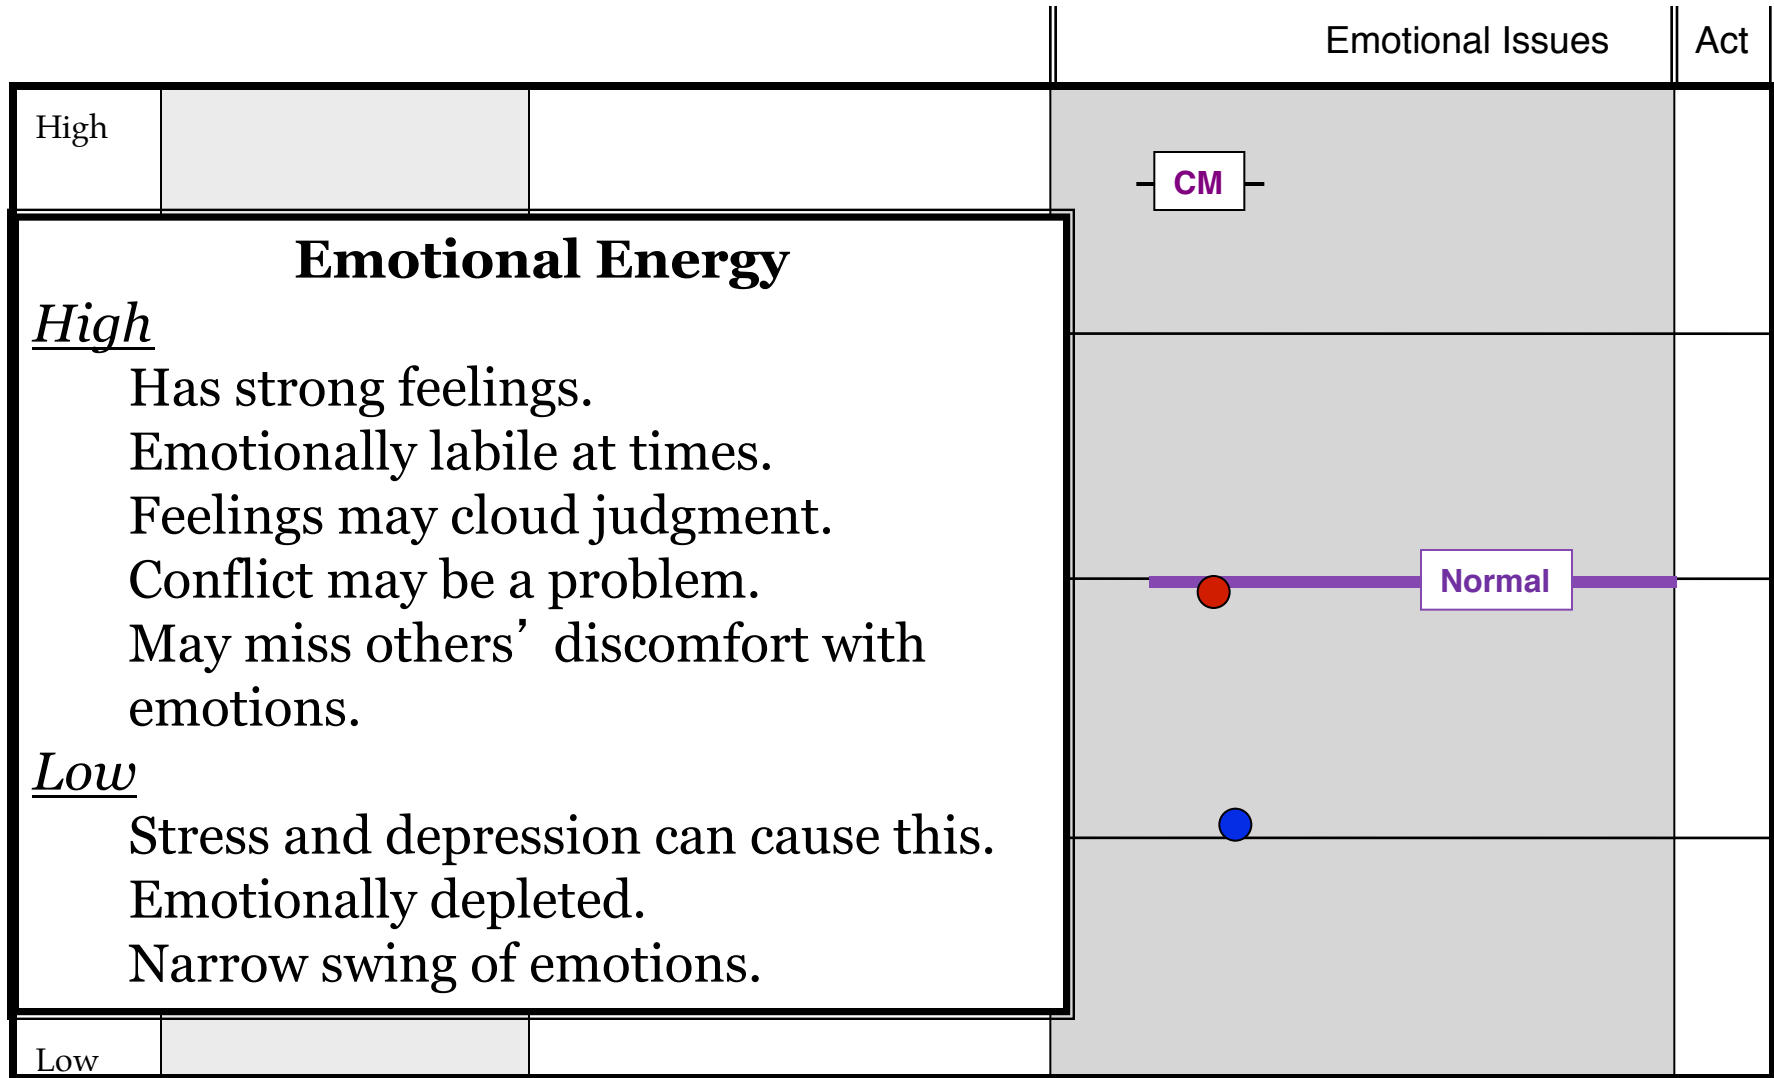 Emotional Issues
Act
High
CM
Emotional Energy
High
Has strong feelings.
Emotionally labile at times.
Feelings may cloud judgment.
Conflict may be a problem.
May miss others’ discomfort with
emotions.
Normal
Low
Stress and depression can cause this.
Emotionally depleted.
Narrow swing of emotions.
Low